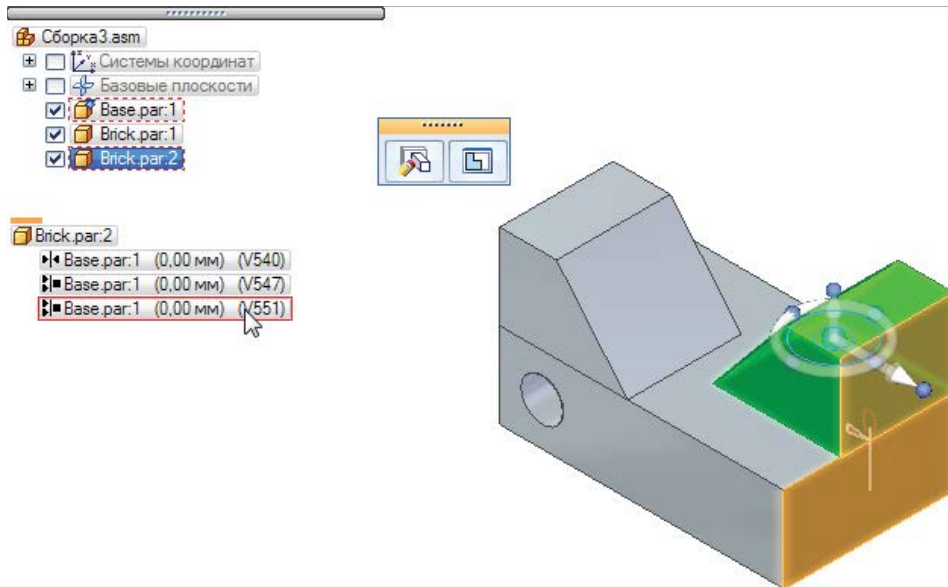 Сборка3.asm
Системы координат
Базовые плоскости
Base.par:1
Brick.par:1
Brick.par:2
Brick.par:2
Base.par:1 (0,00 мм) (V540)
Base.par:1 (0,00 мм) (V547)
Base.par:1 (0,00 мм) (V551)